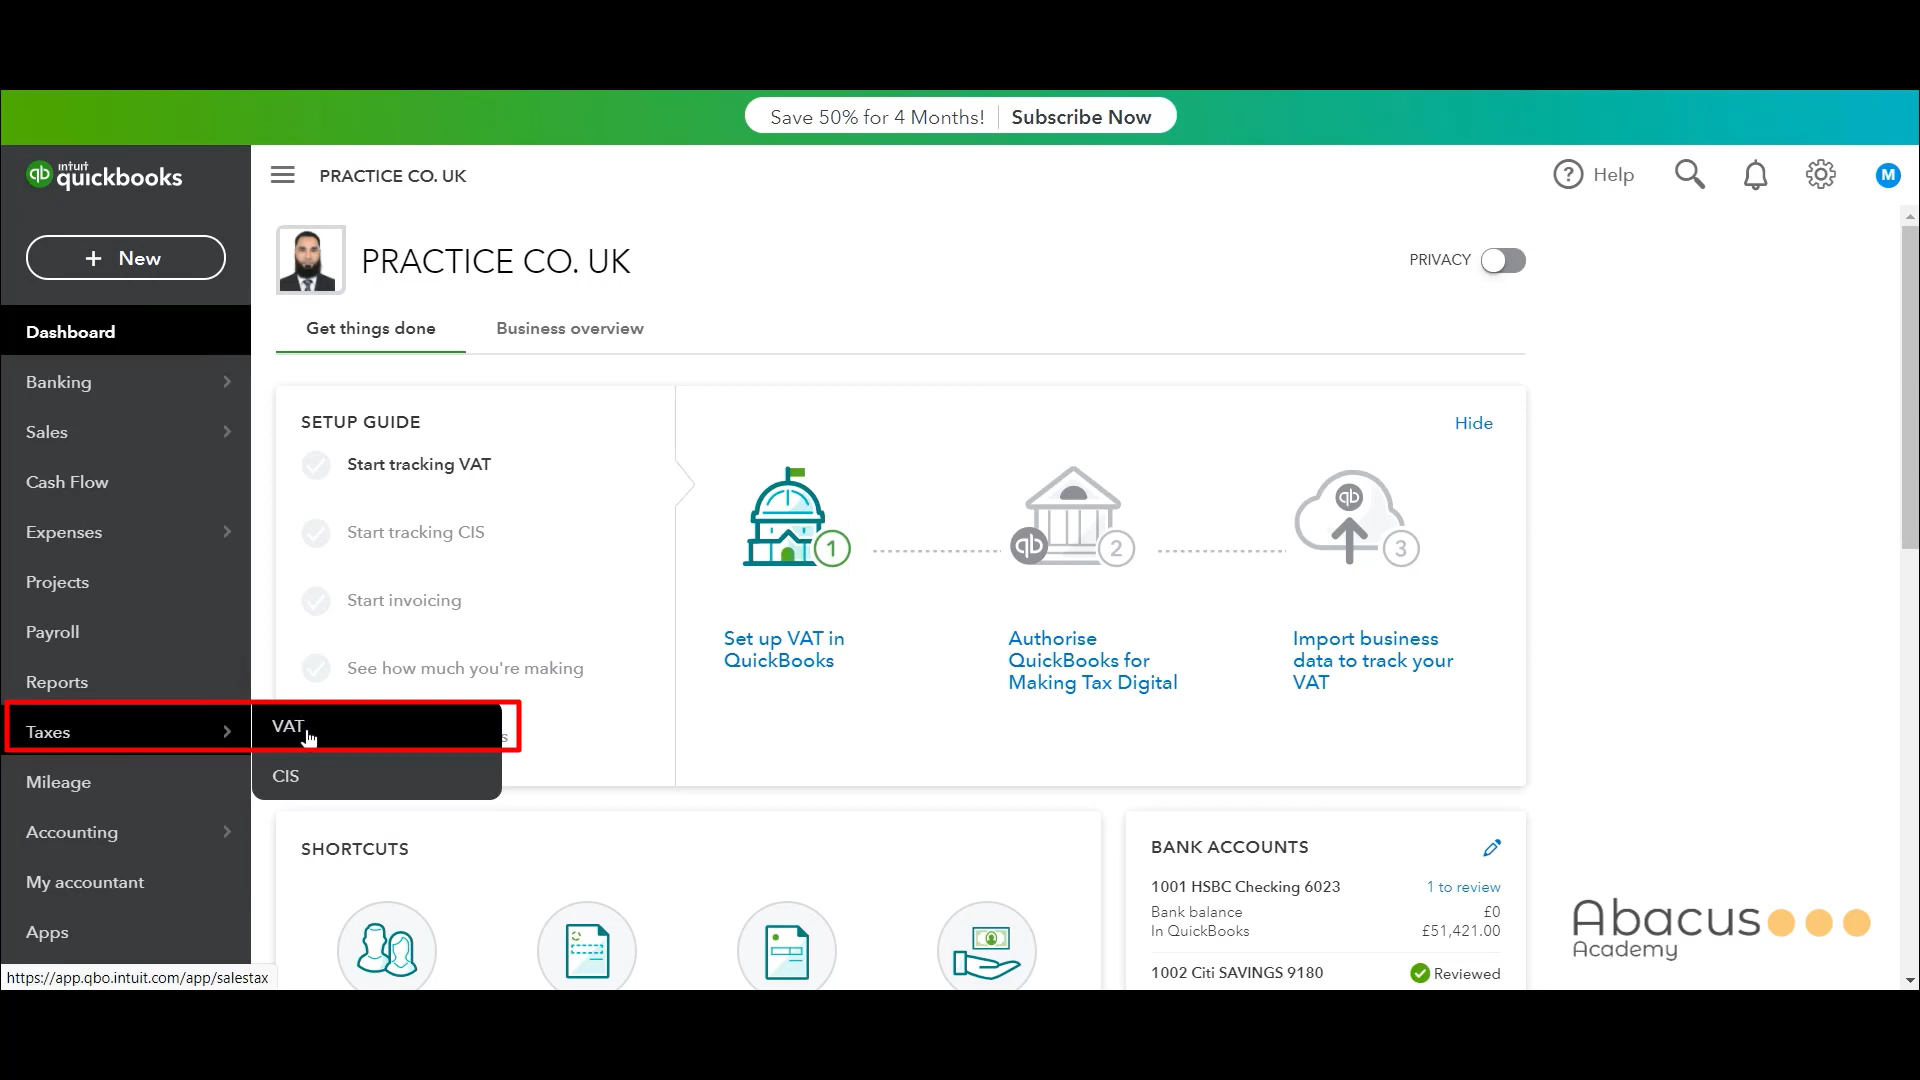 Save 50% for 4 Months! Subscribe Now
intuit
qb quickbooks
PRACTICE CO. UK
? Help
M
+ New
PRACTICE CO. UK
PRIVACY
Get things done
Business overview
Dashboard
Banking
Sales
Cash Flow
Expenses
Projects
Payroll
Reports
Taxes
VAT
CIS
Mileage
Accounting
My accountant
Apps
https://app.qbo.intuit.com/app/salestax
SETUP GUIDE
Start tracking VAT
Start tracking CIS
Start invoicing
See how much you're making
s
Hide
1
qb
2
qb
3
Set up VAT in
QuickBooks
Authorise
QuickBooks for
Making Tax Digital
Import business
data to track your
VAT
SHORTCUTS
BANK ACCOUNTS
1001 HSBC Checking 6023
1 to review
Bank balance
£0
In QuickBooks
£51,421.00
1002 Citi SAVINGS 9180
Reviewed
Abacus
Academy